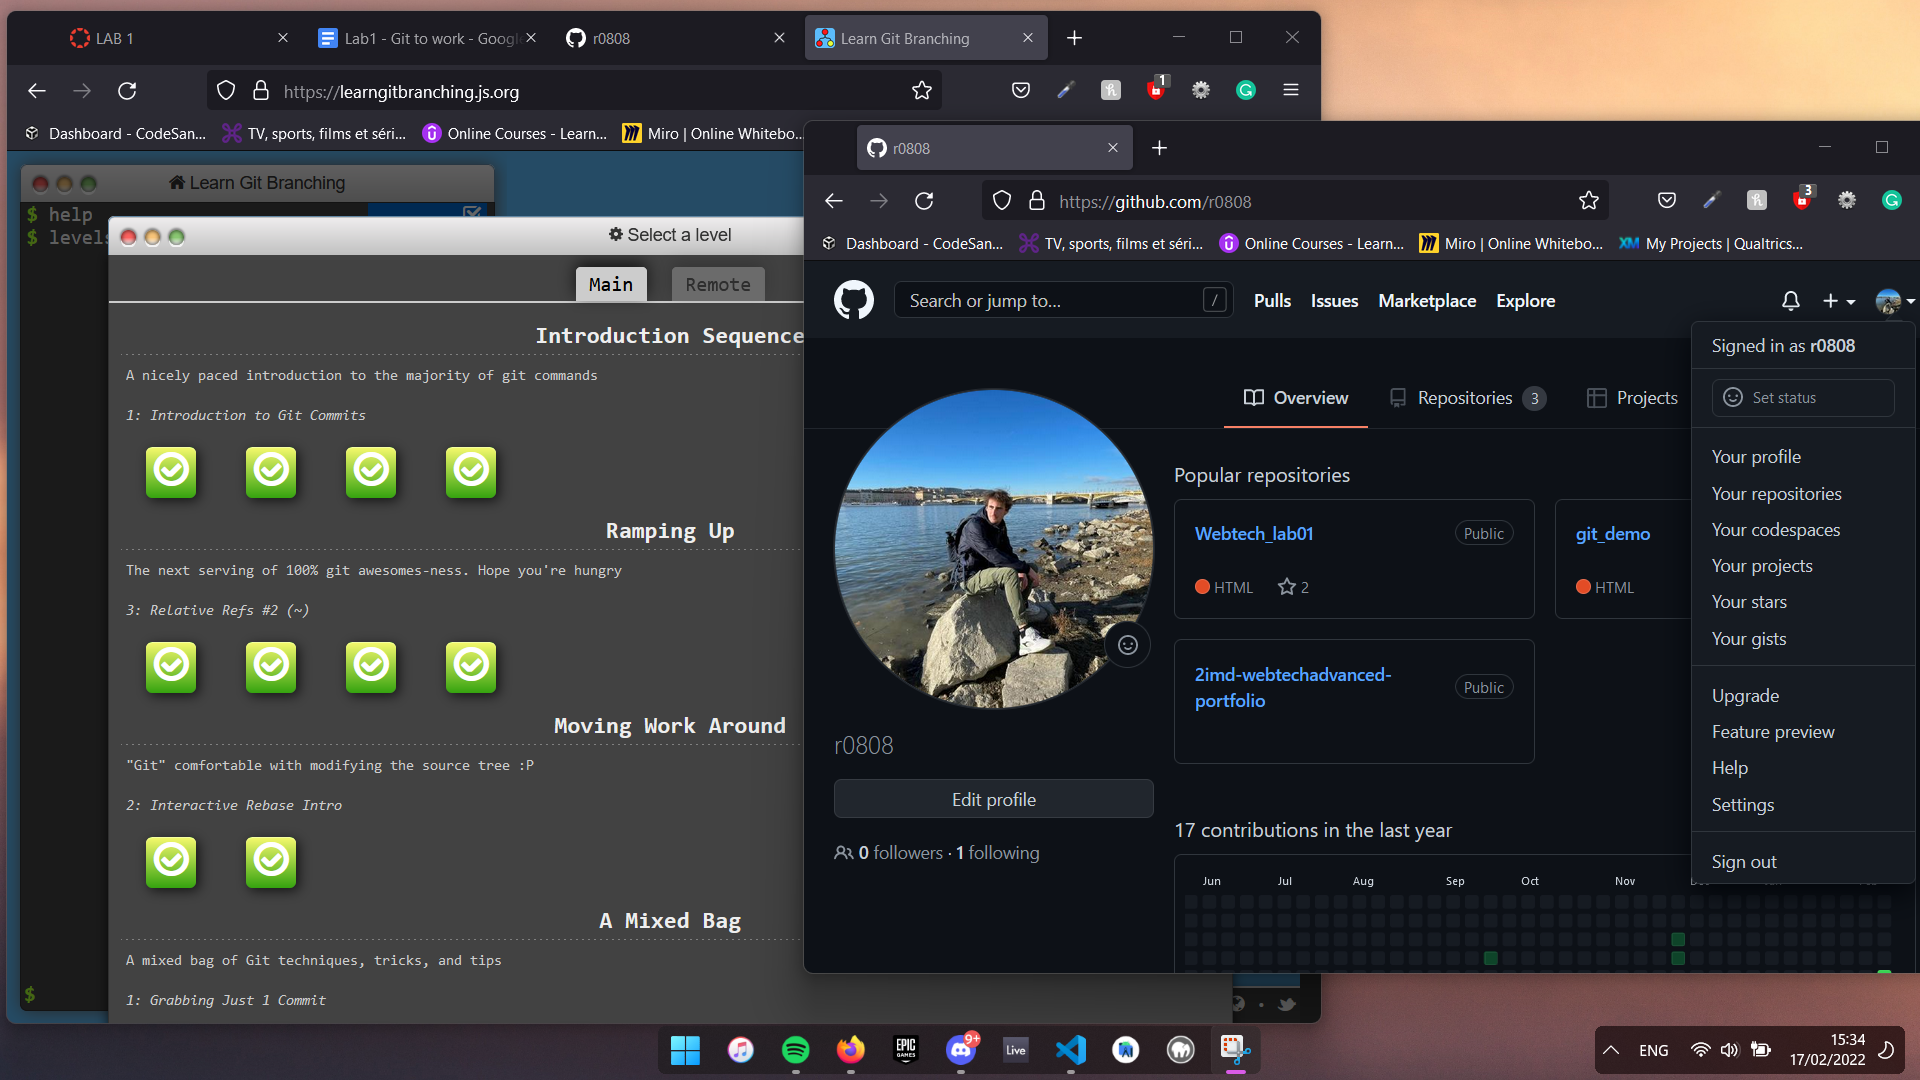 LAB 1
Lab1 - Git to work - Google
r0808
Learn Git Branching
https://learngitbranching.js.org
1
Dashboard - CodeSan...
TV, sports, films et séri...
Online Courses - Learn...
Miro | Online Whitebo...
Learn Git Branching
$ help
$ levels
$
Select a level
Main
Remote
Introduction Sequence
A nicely paced introduction to the majority of git commands
1: Introduction to Git Commits
Ramping Up
The next serving of 100% git awesomes-ness. Hope you're hungry
3: Relative Refs #2 (~)
Moving Work Around
"Git" comfortable with modifying the source tree :P
2: Interactive Rebase Intro
A Mixed Bag
A mixed bag of Git techniques, tricks, and tips
1: Grabbing Just 1 Commit
r0808
https://github.com/r0808
3
Dashboard - CodeSan...
TV, sports, films et séri...
Online Courses - Learn...
Miro | Online Whitebo...
XM My Projects | Qualtrics...
Search or jump to...
/
Pulls
Issues
Marketplace
Explore
Signed in as r0808
Set status
Your profile
Your repositories
Your codespaces
Your projects
Your stars
Your gists
Upgrade
Feature preview
Help
Settings
Sign out
Overview
Repositories 3
Projects
Popular repositories
Webtech_lab01
Public
HTML
2
git_demo
HTML
2imd-webtechadvanced-
portfolio
Public
r0808
Edit profile
0 followers · 1 following
17 contributions in the last year
Jun
Jul
Aug
Sep
Oct
Nov
EPIC
GAMES
9+
Live
ENG
15:34
17/02/2022